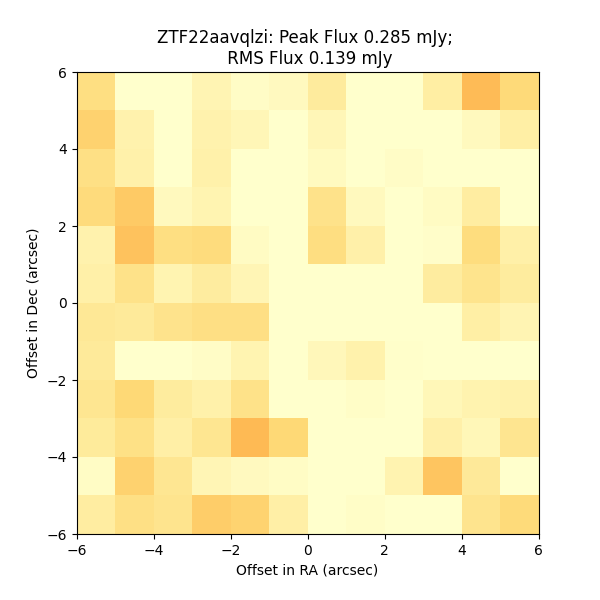 ZTF22aavqlzi: Peak Flux 0.285 mJy;
RMS Flux 0.139 mJy
6
4
2
0
−2
−4
−6
Offset in Dec (arcsec)
−6 −4 −2 0 2 4 6
Offset in RA (arcsec)